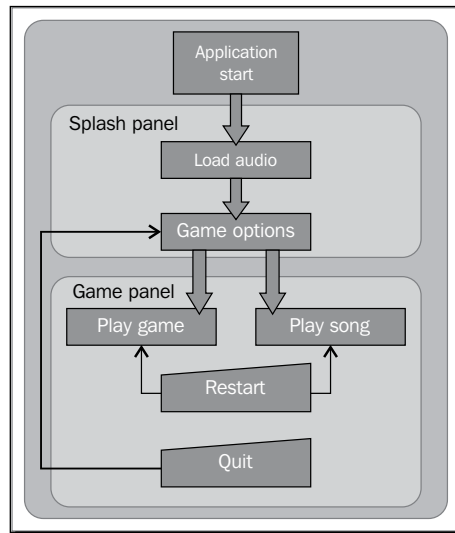 Application
start
Splash panel
Load audio
Game options
Game panel
Play game
Play song
Restart
Quit